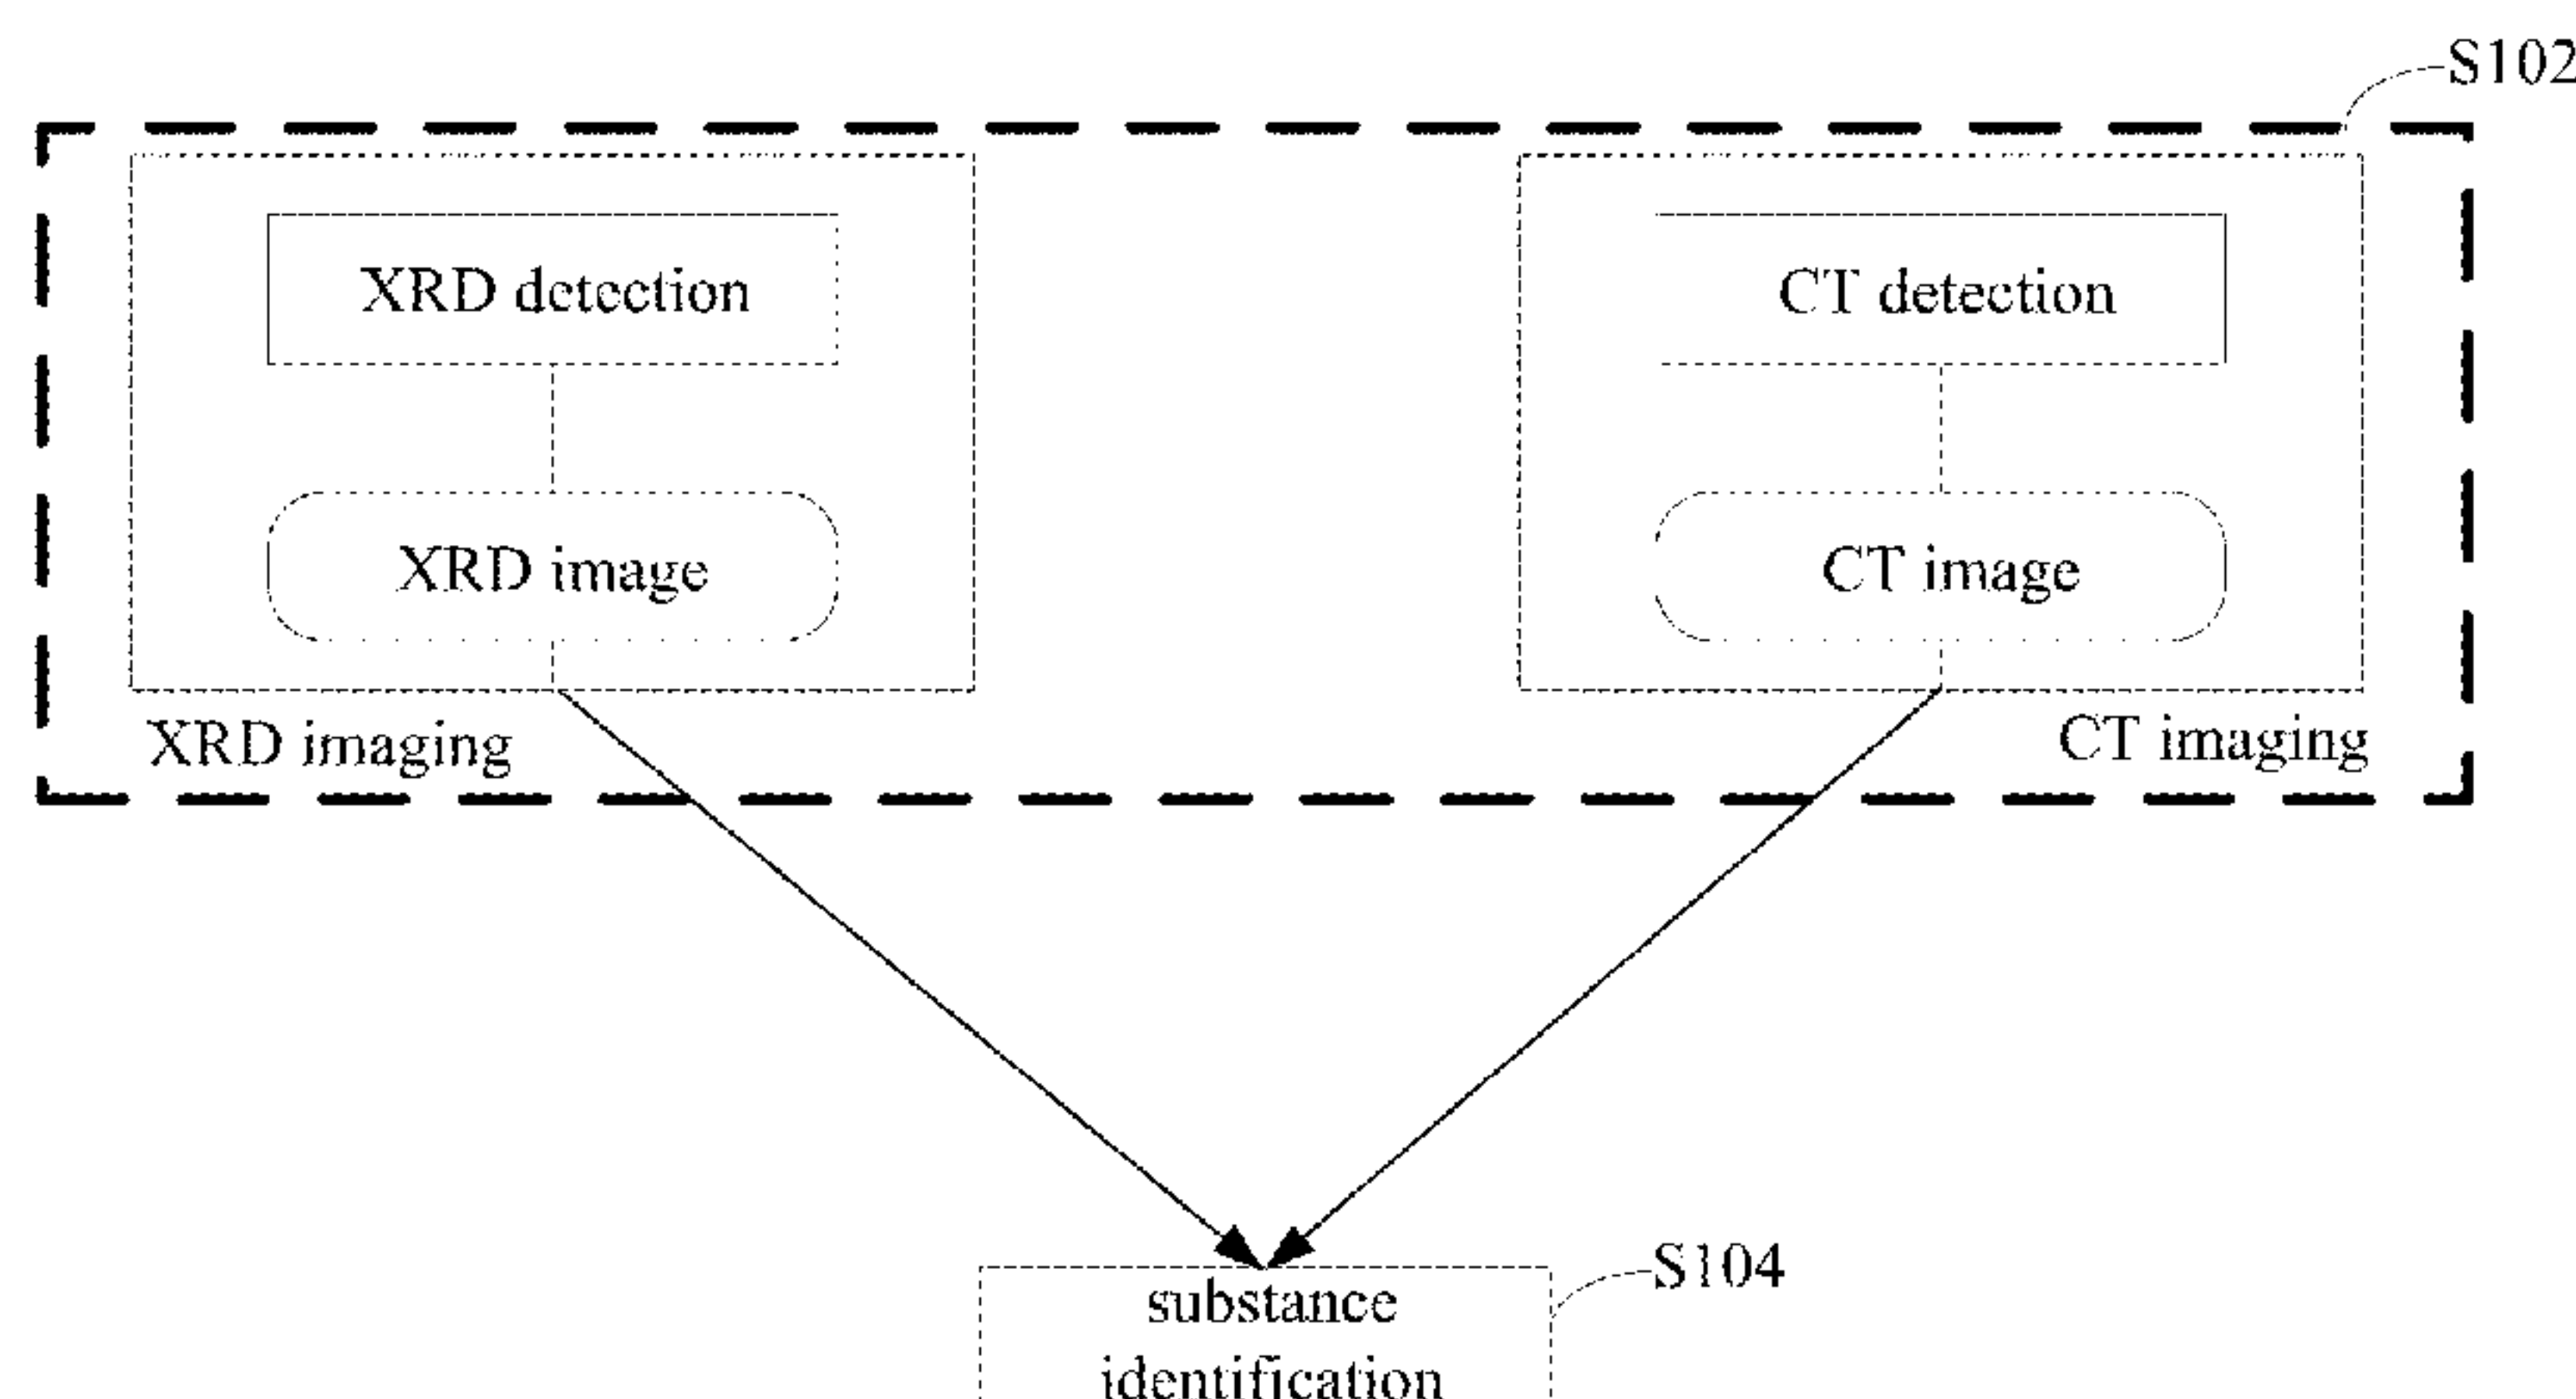 S102
XRD detection
CT detection
XRD image
CT image
XRD imaging
CT imaging
S104
substance
identification